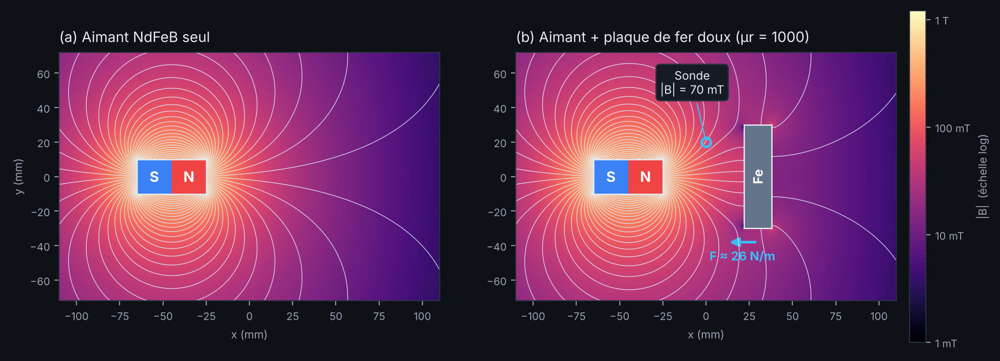 (a) Aimant NdFeB seul
60
40
20
0
−20
−40
−60
y (mm)
S N
−100 −75 −50 −25 0 25 50 75 100
x (mm)
(b) Aimant + plaque de fer doux (μr = 1000)
60
40
20
0
−20
−40
−60
Sonde
|B| = 70 mT
S N
Fe
F ≈ 26 N/m
−100 −75 −50 −25 0 25 50 75 100
x (mm)
1 T
100 mT
10 mT
1 mT
|B| (échelle log)